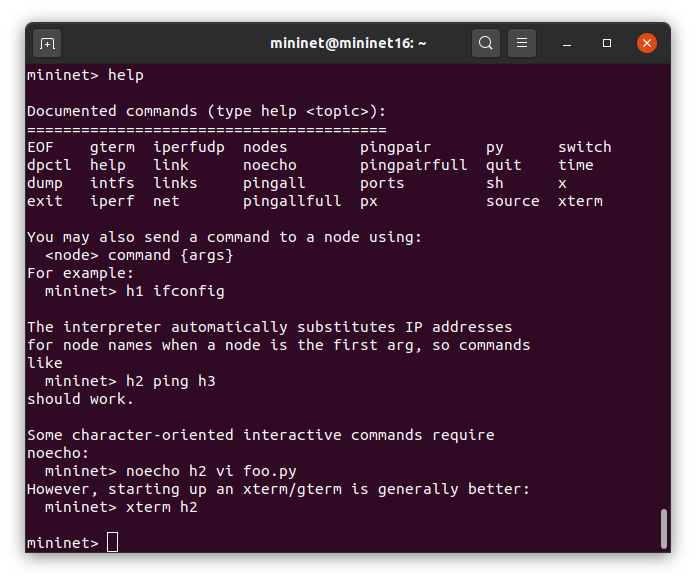 mininet@mininet16: ~
mininet> help
Documented commands (type help <topic>):
========================================
EOF    gterm  iperfudp  nodes        pingpair      py      switch
dpctl  help   link      noecho       pingpairfull  quit    time
dump   intfs  links     pingall      ports         sh      x
exit   iperf  net       pingallfull  px            source  xterm
You may also send a command to a node using:
  <node> command {args}
For example:
  mininet> h1 ifconfig
The interpreter automatically substitutes IP addresses
for node names when a node is the first arg, so commands
like
  mininet> h2 ping h3
should work.
Some character-oriented interactive commands require
noecho:
  mininet> noecho h2 vi foo.py
However, starting up an xterm/gterm is generally better:
  mininet> xterm h2
mininet>